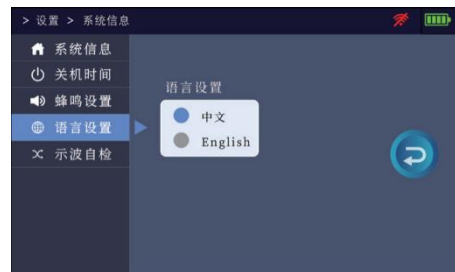 > 设置 > 系统信息
系统信息
关机时间
蜂鸣设置
语言设置
示波自检
语言设置
中文
English